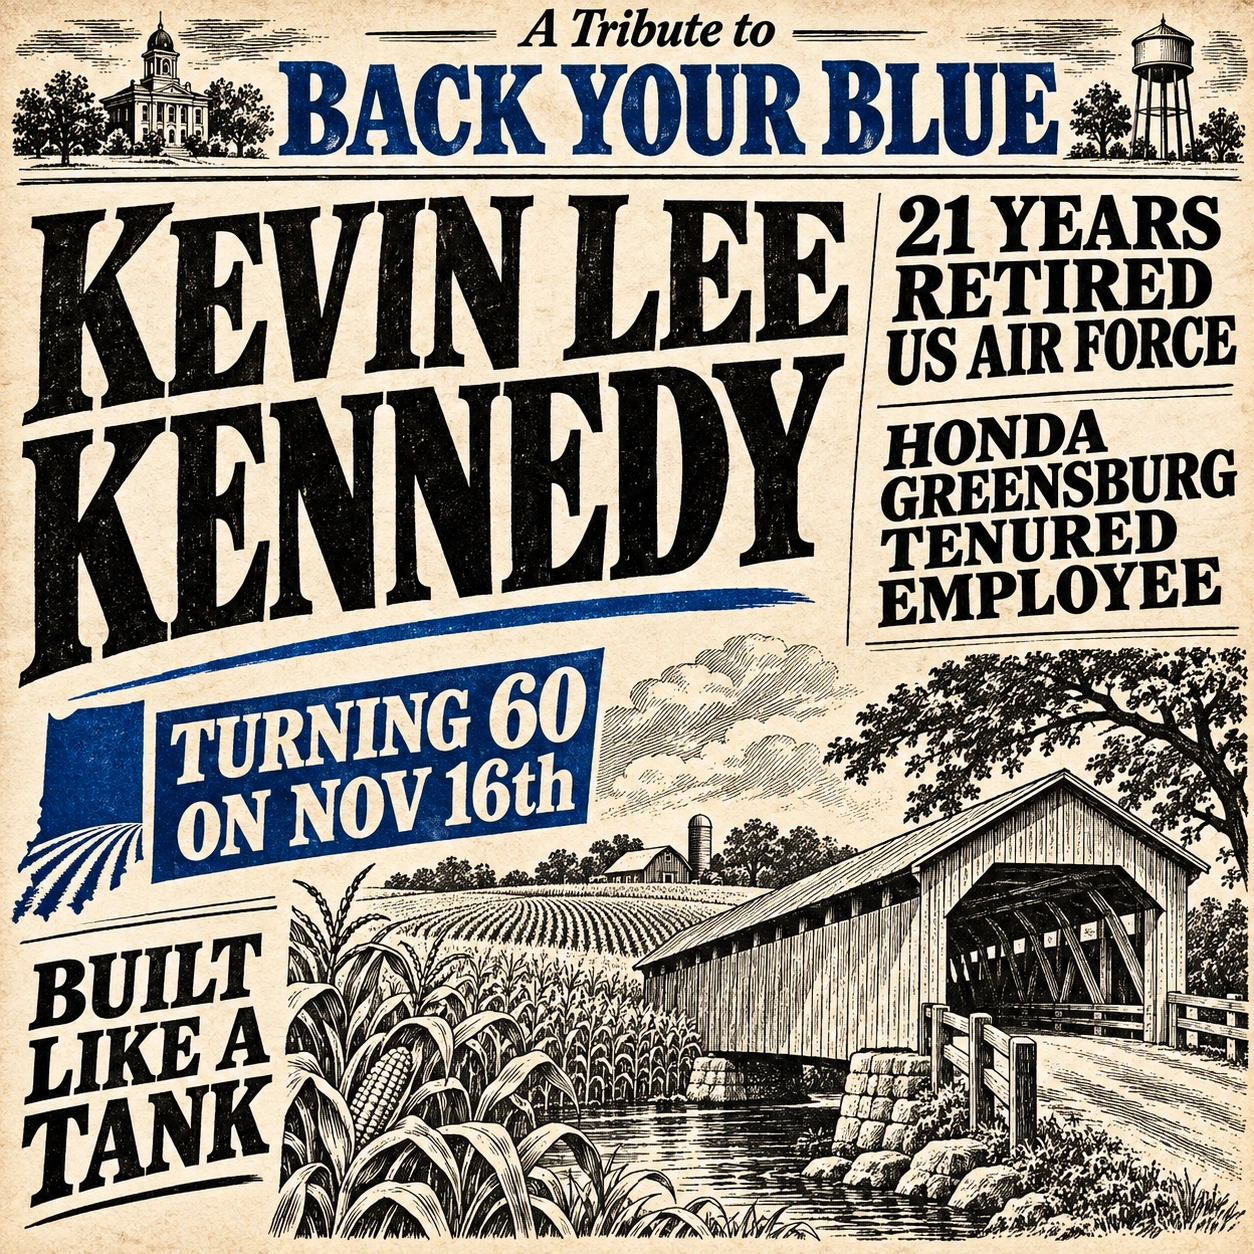 A Tribute to
BACK YOUR BLUE
KEVIN LEE
KENNEDY
21 YEARS
RETIRED
US AIR FORCE
HONDA
GREENSBURG
TENURED
EMPLOYEE
TURNING 60
ON NOV 16th
BUILT
LIKE A
TANK